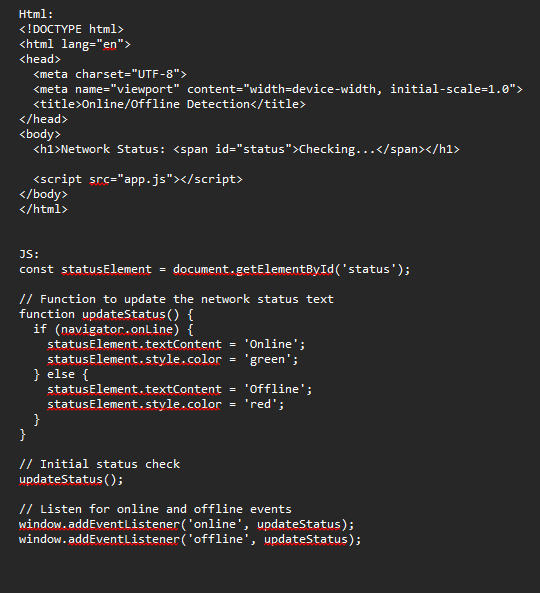 Html:
<!DOCTYPE html>
<html lang="en">
<head>
  <meta charset="UTF-8">
  <meta name="viewport" content="width=device-width, initial-scale=1.0">
  <title>Online/Offline Detection</title>
</head>
<body>
  <h1>Network Status: <span id="status">Checking...</span></h1>

  <script src="app.js"></script>
</body>
</html>


JS:
const statusElement = document.getElementById('status');

// Function to update the network status text
function updateStatus() {
  if (navigator.onLine) {
    statusElement.textContent = 'Online';
    statusElement.style.color = 'green';
  } else {
    statusElement.textContent = 'Offline';
    statusElement.style.color = 'red';
  }
}

// Initial status check
updateStatus();

// Listen for online and offline events
window.addEventListener('online', updateStatus);
window.addEventListener('offline', updateStatus);